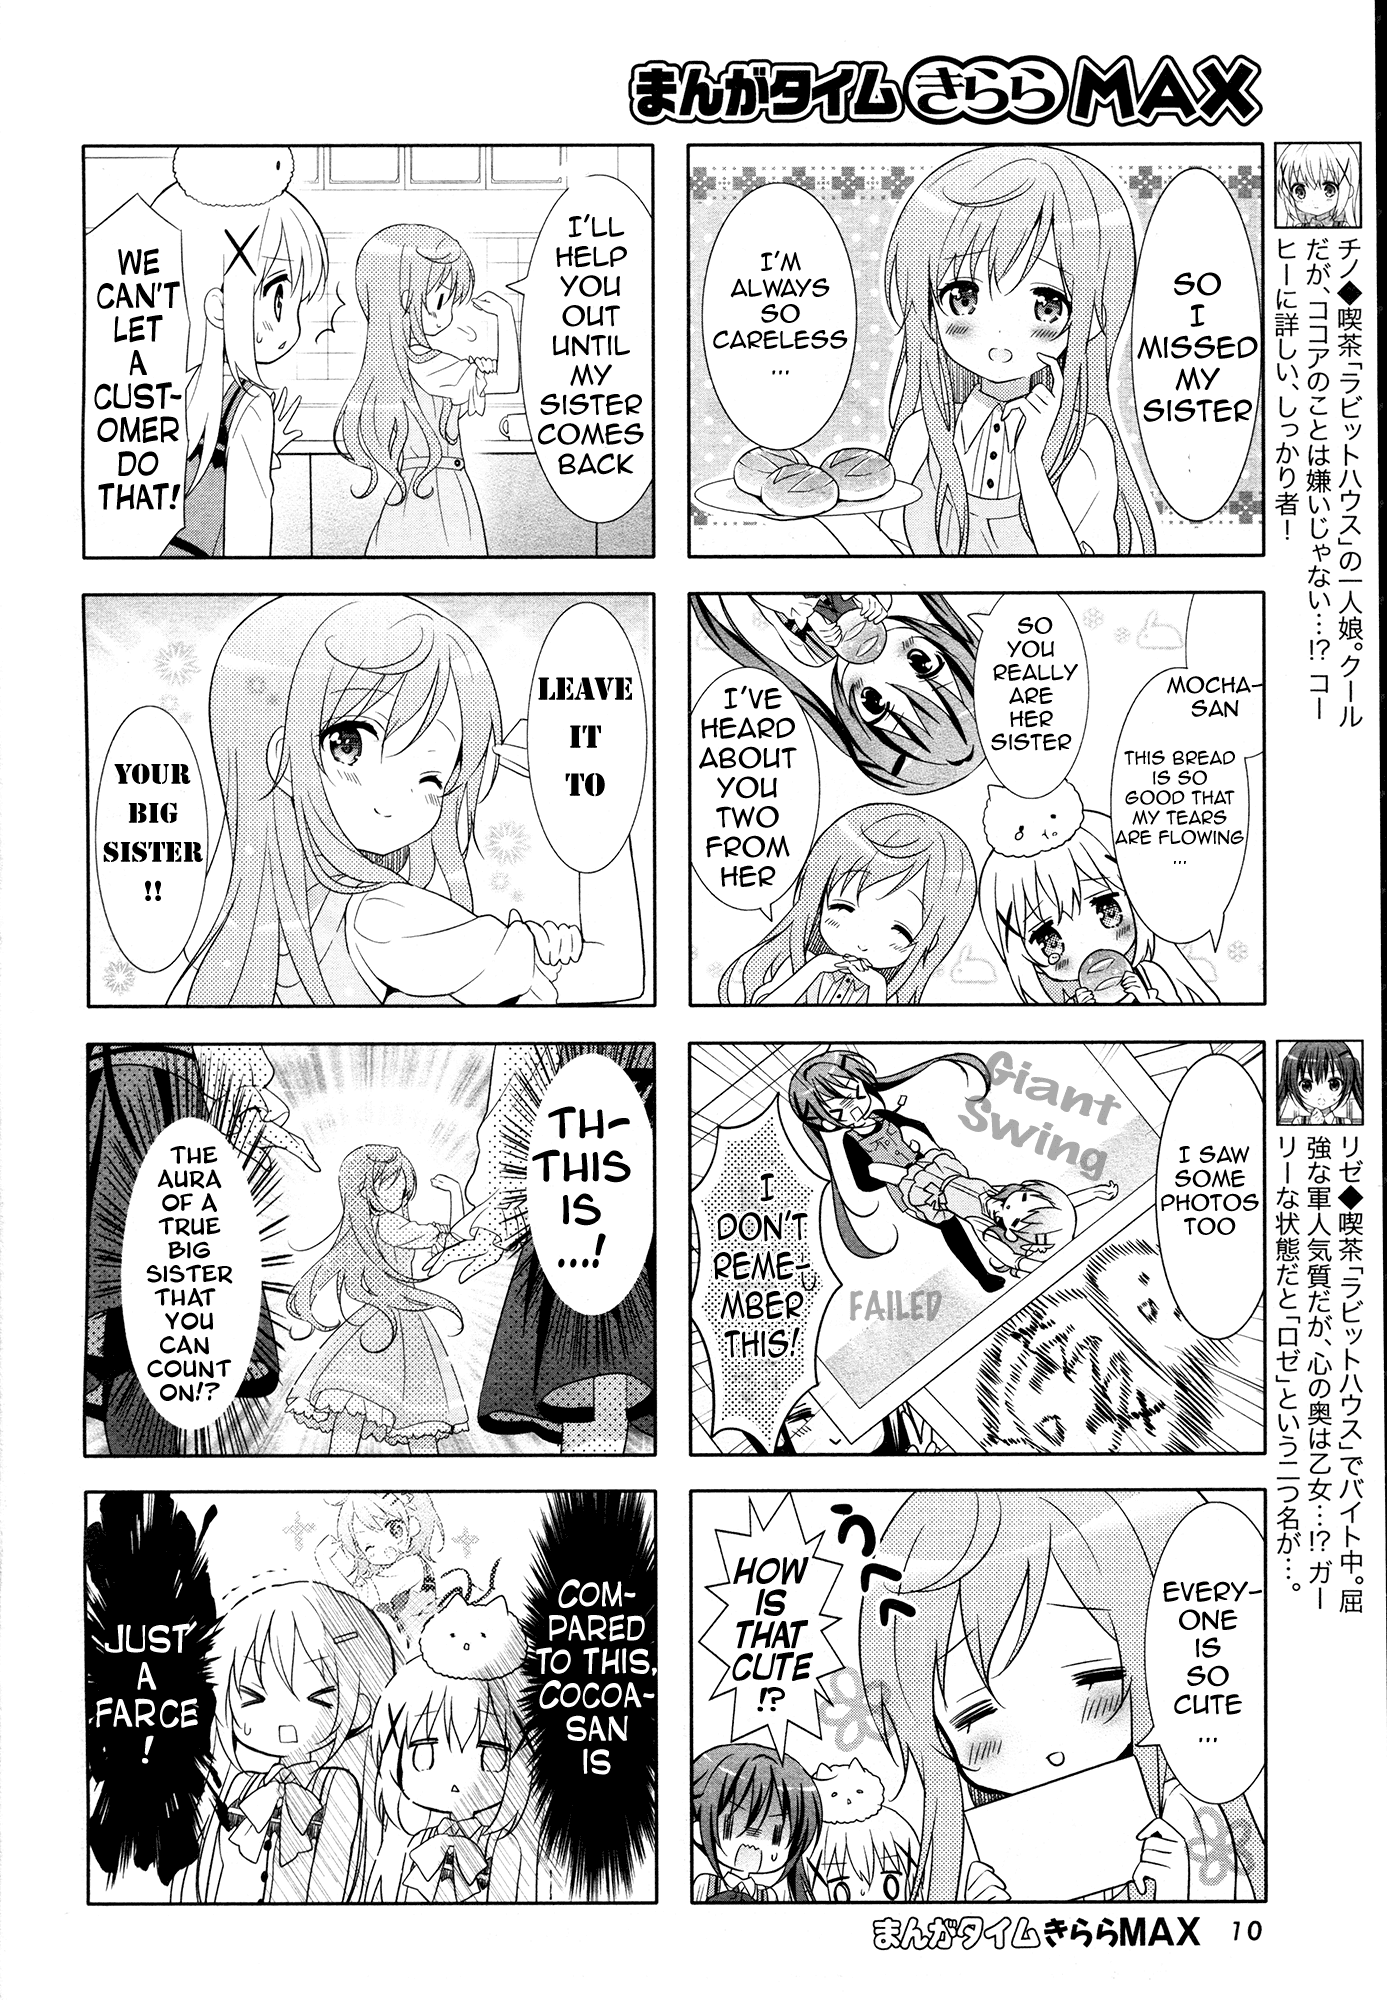 まんがタイムきららMAX
SO
I
MISSED
MY
SISTER
I'M
ALWAYS
SO
CARELESS
...
MOCHA-
SAN
THIS BREAD
IS SO
GOOD THAT
MY TEARS
ARE FLOWING
...
SO
YOU
REALLY
ARE
HER
SISTER
I'VE
HEARD
ABOUT
YOU
TWO
FROM
HER
I SAW
SOME
PHOTOS
TOO
Giant
Swing
FAILED
I
DON'T
REME-
MBER
THIS!
EVERY-
ONE IS
SO
CUTE
...
うづく
HOW
IS
THAT
CUTE
!?
I'LL
HELP
YOU
OUT
UNTIL
MY
SISTER
COMES
BACK
WE
CAN'T
LET
A
CUST-
OMER
DO
THAT!
LEAVE
IT
TO
YOUR
BIG
SISTER
!!
TH-
THIS
IS
....!
THE
AURA
OF A
TRUE
BIG
SISTER
THAT
YOU
CAN
COUNT
ON!?
COM-
PARED
TO THIS,
COCOA-
SAN
IS
JUST
A
FARCE
!
チノ◆喫茶「ラビットハウス」の一人娘。クール
だが、ココアのことは嫌いじゃない…!? コー
ヒーに詳しい、しっかり者！
リゼ◆喫茶「ラビットハウス」でバイト中。屈
強な軍人気質だが、心の奥は乙女…!? ガー
リーな状態だと「ロゼ」という二つ名が…。
まんがタイムきららMAX 10